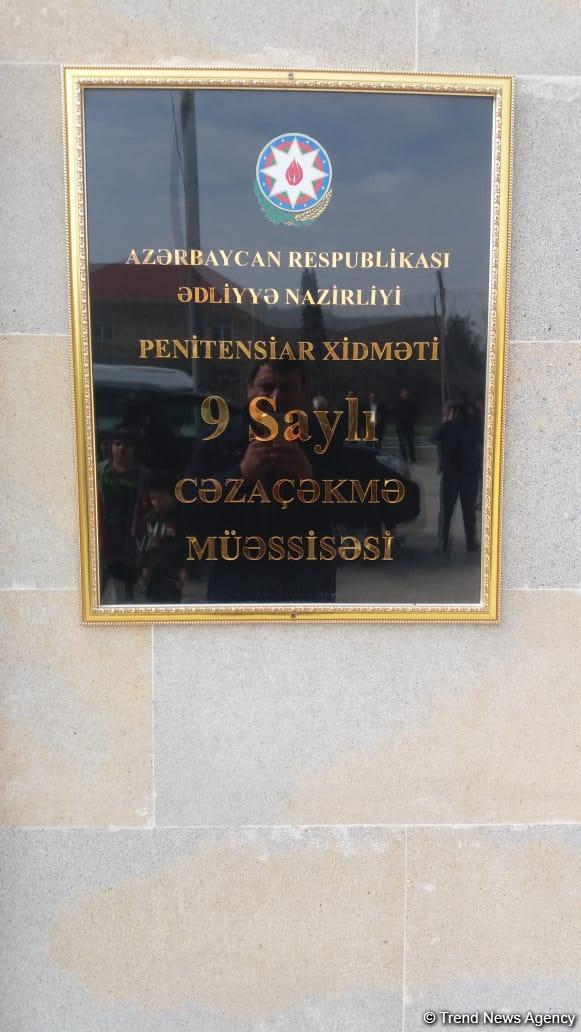 AZƏRBAYCAN RESPUBLİKASI
ƏDLİYYƏ NAZİRLİYİ
PENİTENSİAR XİDMƏTİ
9 Saylı
CƏZAÇƏKMƏ
MÜƏSSİSƏSİ
© Trend News Agency